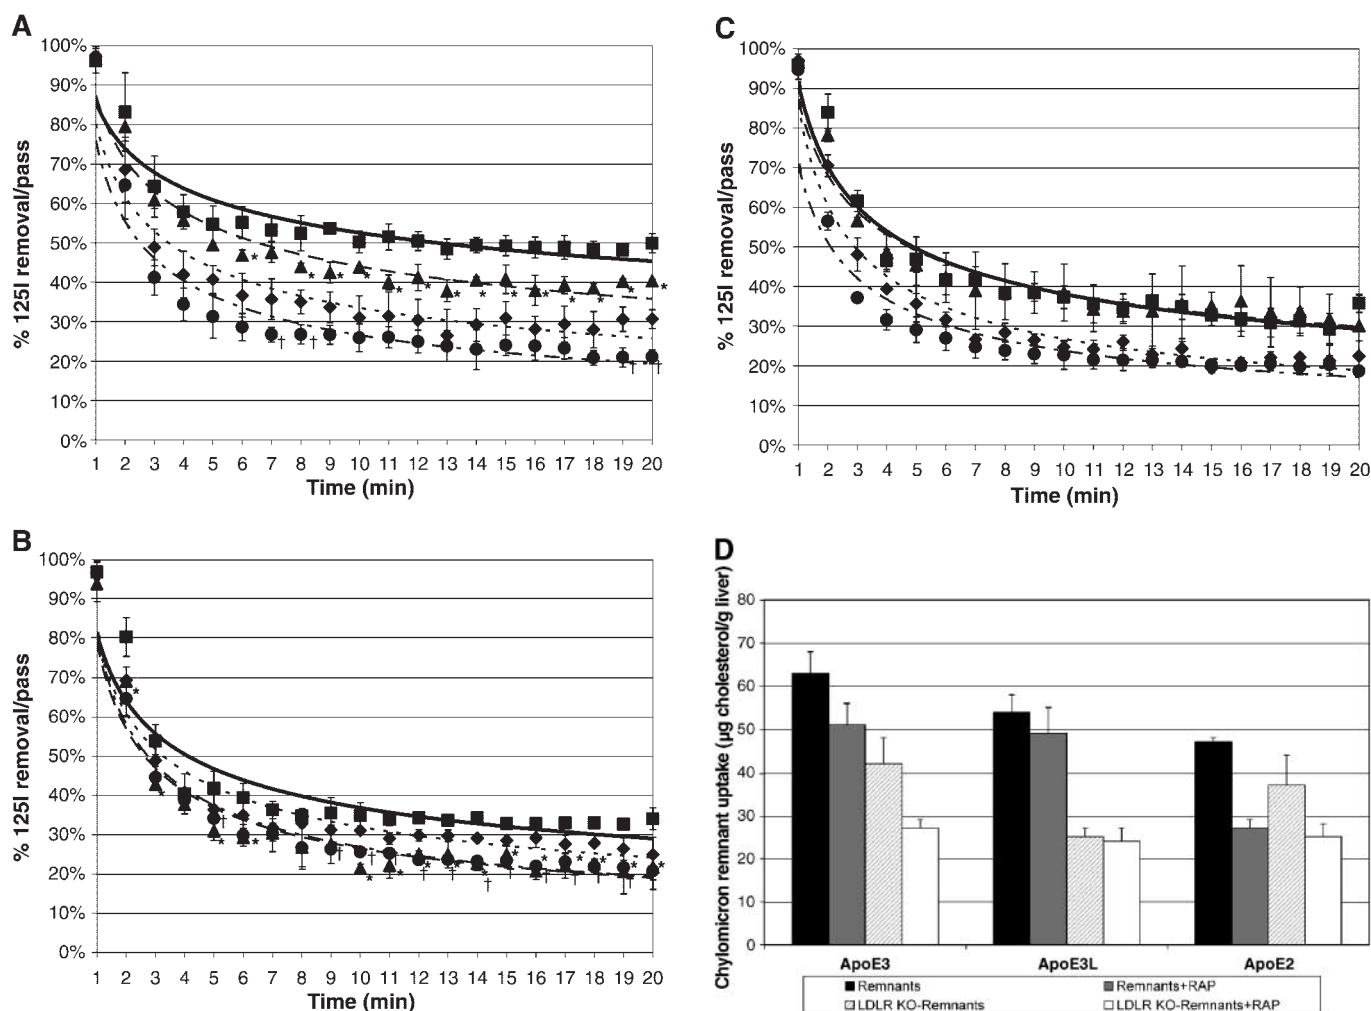 A
% 125I removal/pass
100%
90%
80%
70%
60%
50%
40%
30%
20%
10%
0%
1 2 3 4 5 6 7 8 9 10 11 12 13 14 15 16 17 18 19 20
Time (min)
B
% 125I removal/pass
100%
90%
80%
70%
60%
50%
40%
30%
20%
10%
0%
1 2 3 4 5 6 7 8 9 10 11 12 13 14 15 16 17 18 19 20
Time (min)
C
% 125I removal/pass
100%
90%
80%
70%
60%
50%
40%
30%
20%
10%
0%
1 2 3 4 5 6 7 8 9 10 11 12 13 14 15 16 17 18 19 20
Time (min)
D
Chylomicron remnant uptake (µg cholesterol/g liver)
80
70
60
50
40
30
20
10
0
ApoE3 ApoE3L ApoE2
Remnants Remnants+RAP
LDLR KO-Remnants LDLR KO-Remnants+RAP